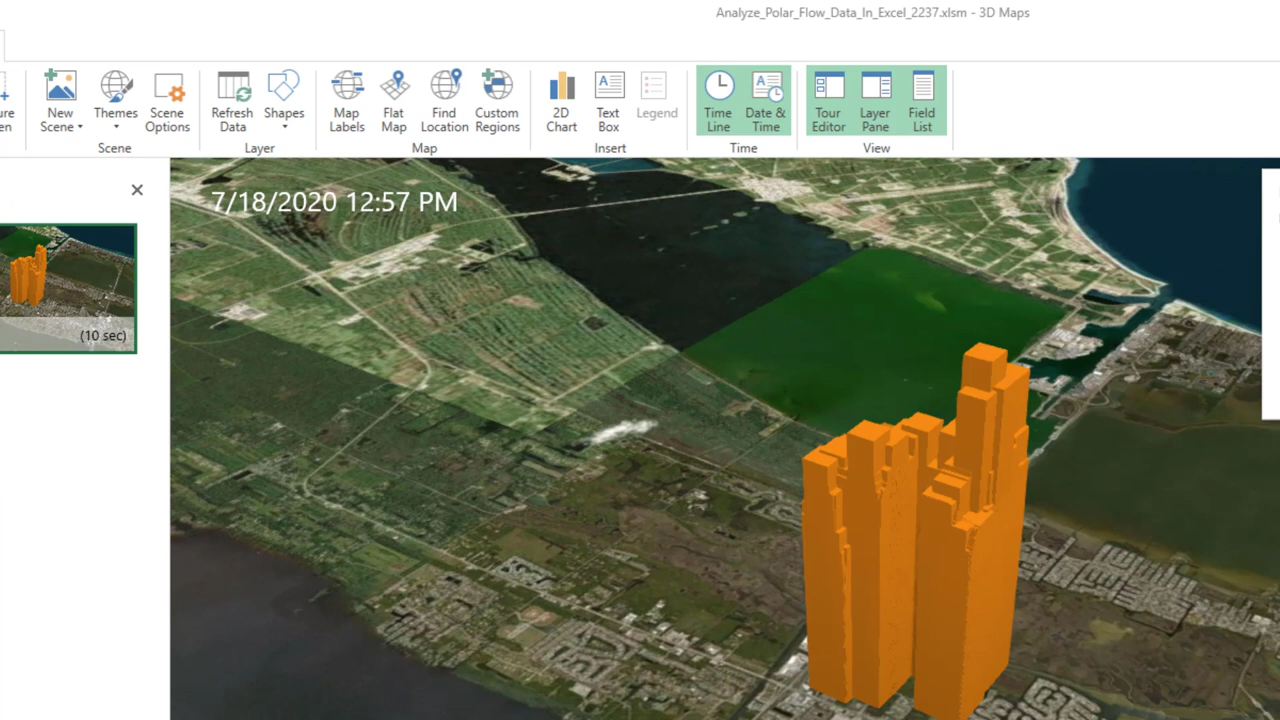 Analyze_Polar_Flow_Data_In_Excel_2237.xlsm - 3D Maps
New Scene
Themes
Scene Options
Refresh Data
Shapes
Map Labels
Flat Map
Find Location
Custom Regions
2D Chart
Text Box
Legend
Time Line
Date & Time
Tour Editor
Layer Pane
Field List
Scene
Layer
Map
Insert
Time
View
7/18/2020 12:57 PM
(10 sec)